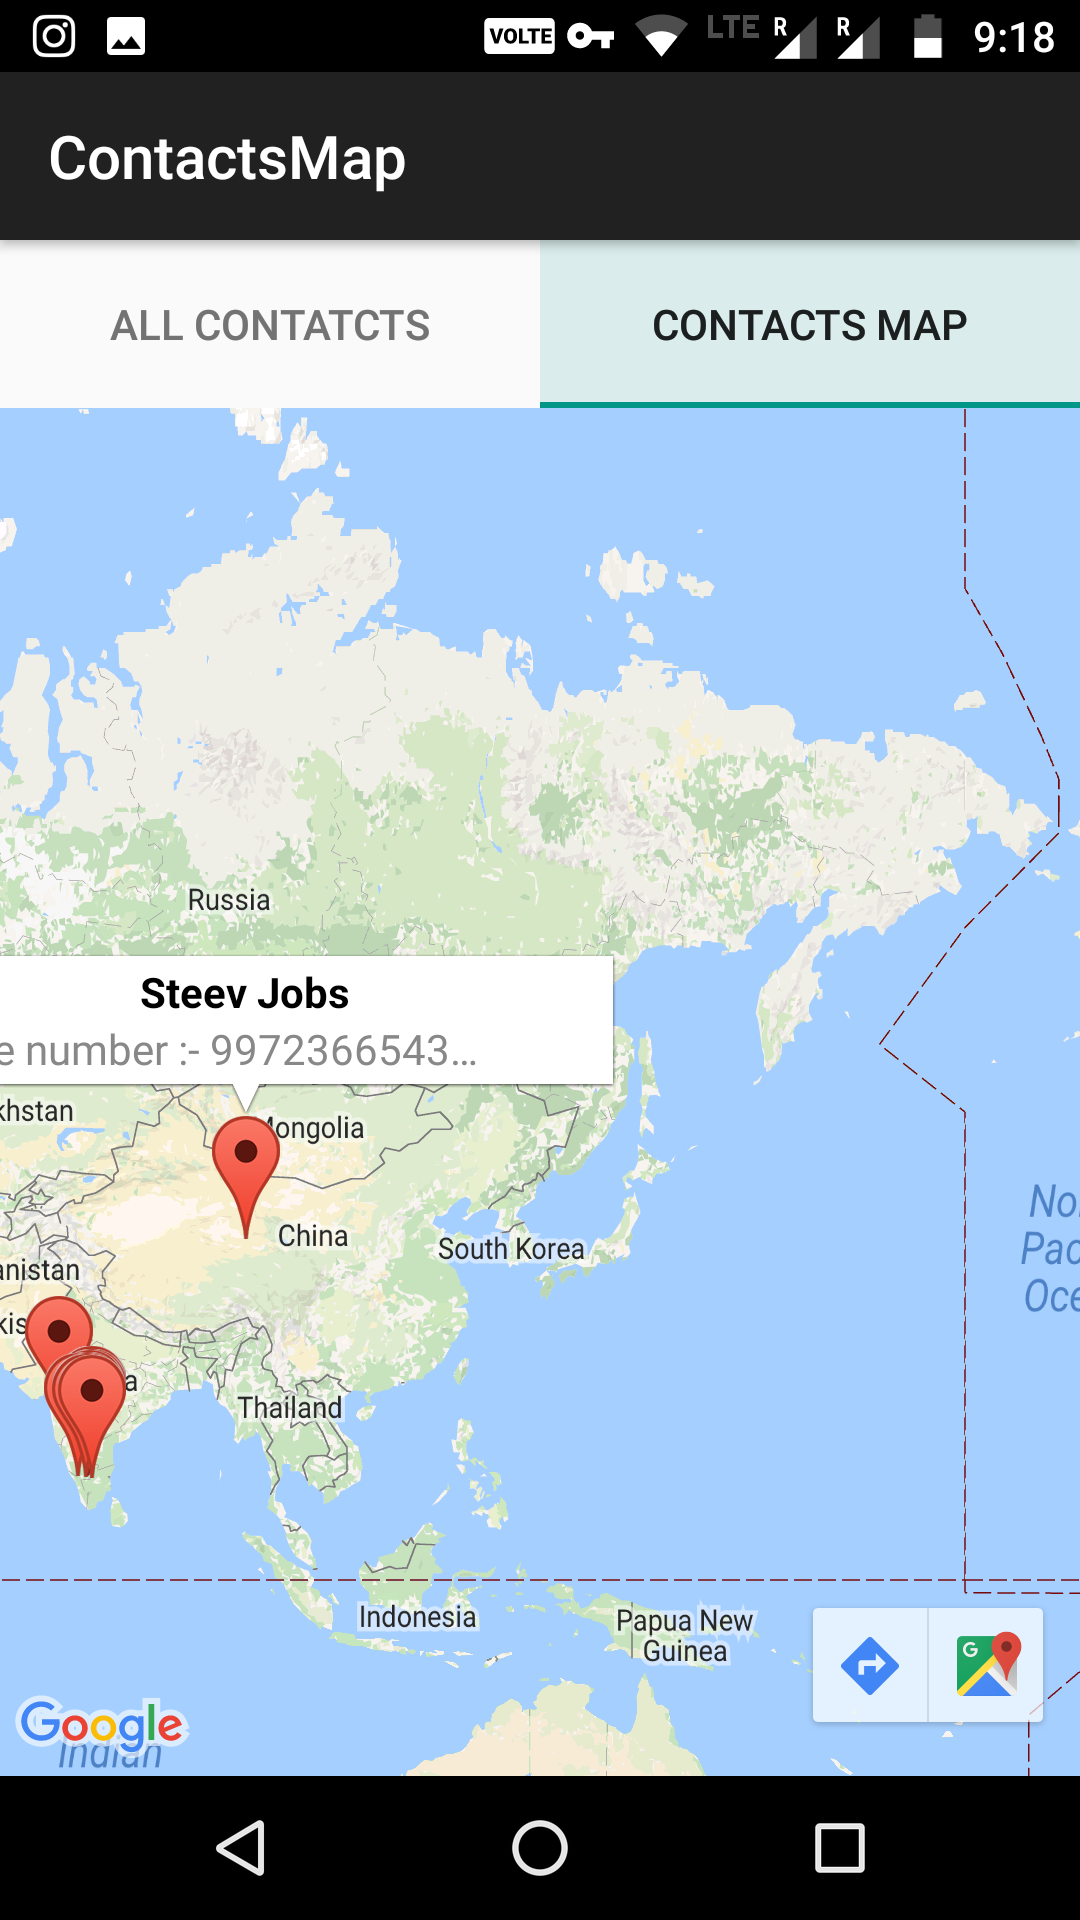 VOLTE LTE R R 9:18
ContactsMap
ALL CONTATCTS CONTACTS MAP
Russia
Steev Jobs
e number :- 9972366543...
khstan
Mongolia
China
South Korea
anistan
kis
a
Thailand
No
Pac
Oce
Indonesia
Papua New
Guinea
G
Google
Indian